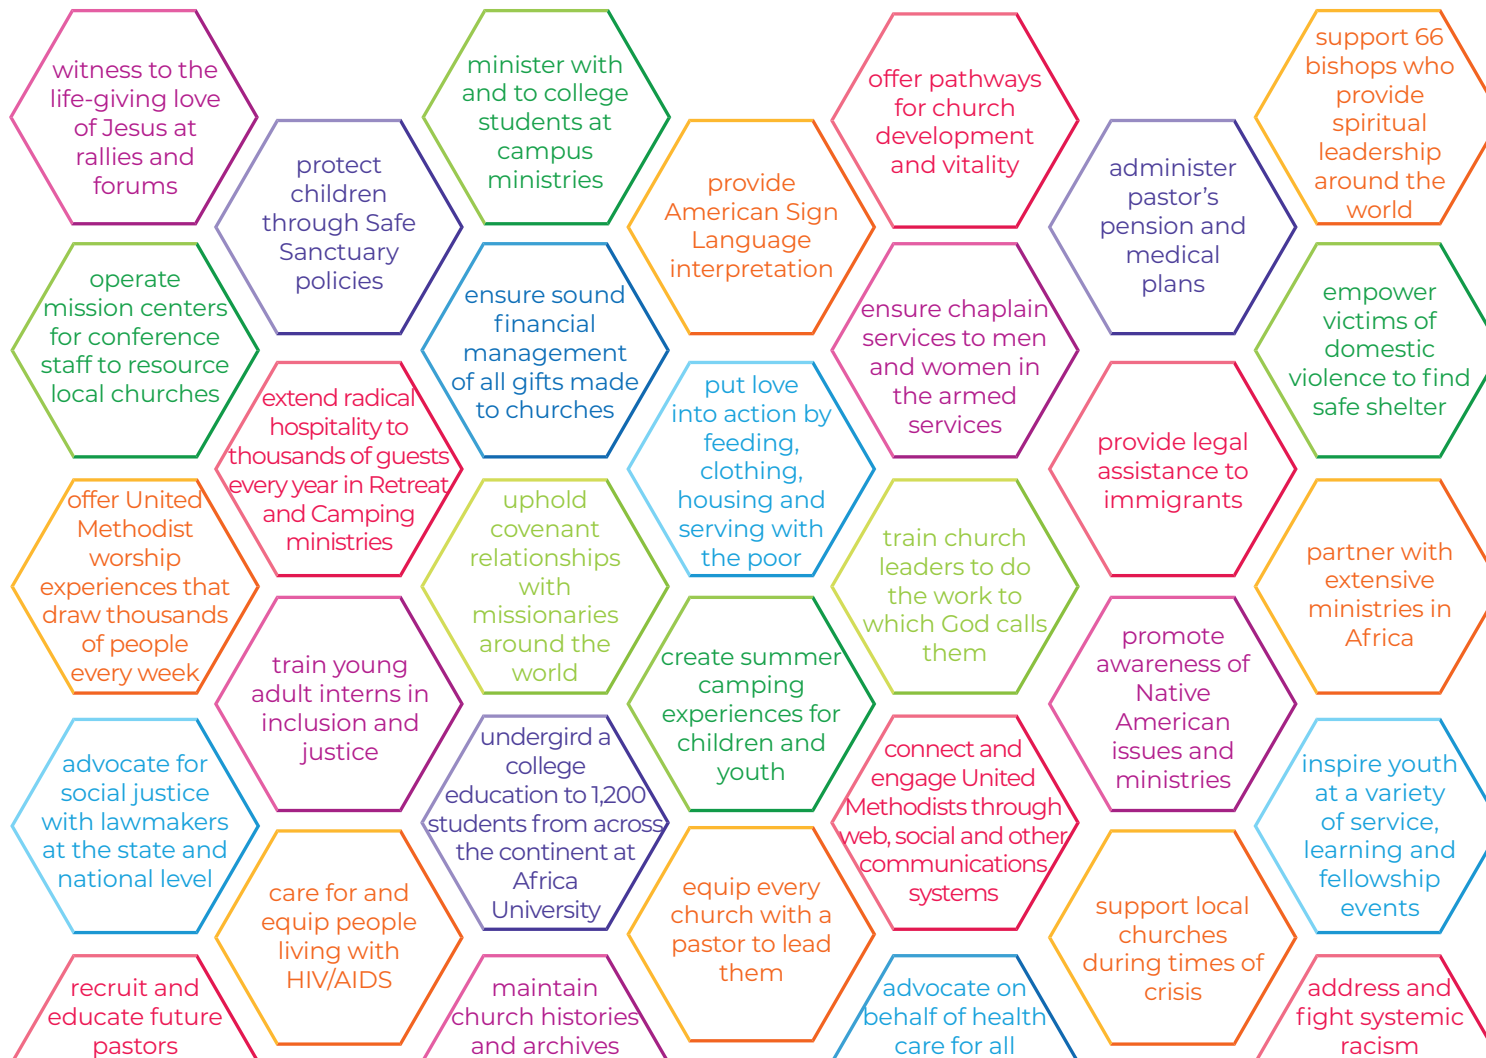 witness to the
life-giving love
of Jesus at
rallies and
forums
minister with
and to college
students at
campus
ministries
offer pathways
for church
development
and vitality
support 66
bishops who
provide
spiritual
leadership
around the
world
protect
children
through Safe
Sanctuary
policies
provide
American Sign
Language
interpretation
administer
pastor’s
pension and
medical
plans
operate
mission centers
for conference
staff to resource
local churches
ensure sound
financial
management
of all gifts made
to churches
ensure chaplain
services to men
and women in
the armed
services
empower
victims of
domestic
violence to find
safe shelter
extend radical
hospitality to
thousands of guests
every year in Retreat
and Camping
ministries
put love
into action by
feeding,
clothing,
housing and
serving with
the poor
provide legal
assistance to
immigrants
offer United
Methodist
worship
experiences that
draw thousands
of people
every week
uphold
covenant
relationships
with
missionaries
around the
world
train church
leaders to do
the work to
which God calls
them
partner with
extensive
ministries in
Africa
train young
adult interns in
inclusion and
justice
create summer
camping
experiences for
children and
youth
promote
awareness of
Native
American
issues and
ministries
advocate for
social justice
with lawmakers
at the state and
national level
undergird a
college
education to 1,200
students from across
the continent at
Africa
University
connect and
engage United
Methodists through
web, social and other
communications
systems
inspire youth
at a variety
of service,
learning and
fellowship
events
care for and
equip people
living with
HIV/AIDS
equip every
church with a
pastor to lead
them
support local
churches
during times of
crisis
recruit and
educate future
pastors
maintain
church histories
and archives
advocate on
behalf of health
care for all
address and
fight systemic
racism